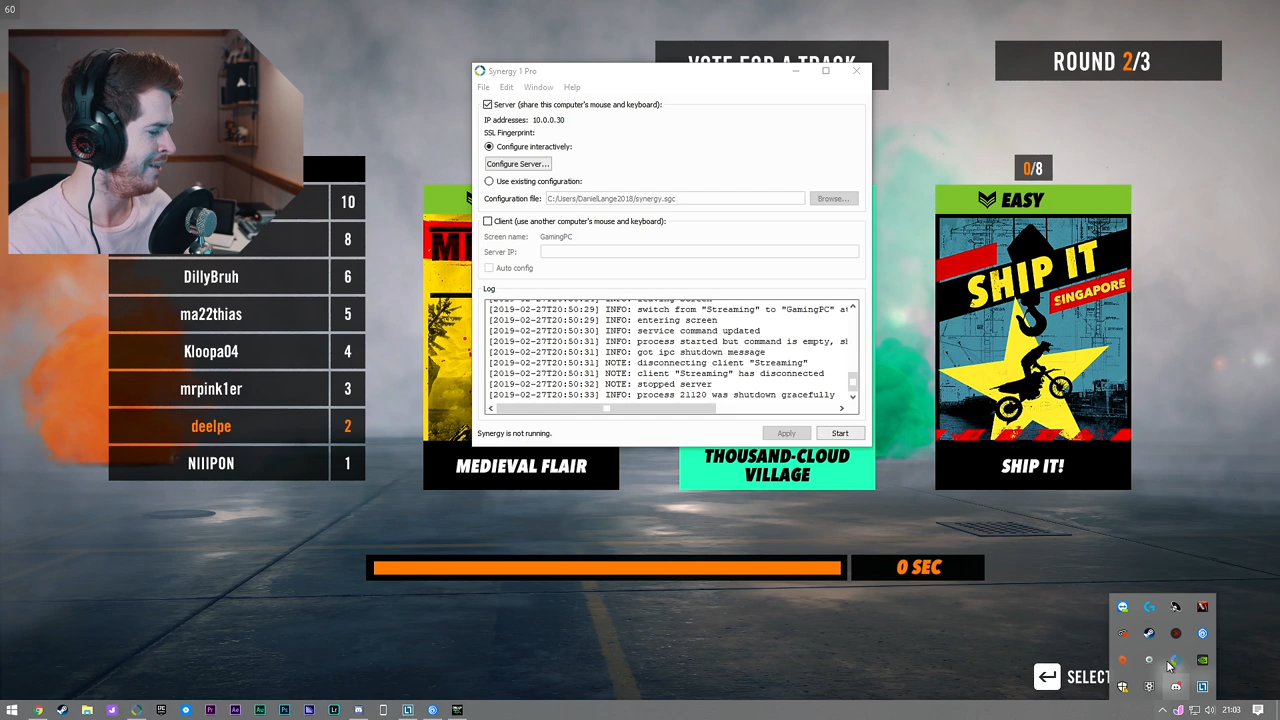 60
VOTE FOR A TRACK
ROUND 2/3
Synergy 1 Pro
File Edit Window Help
Server (share this computer's mouse and keyboard):
IP addresses: 10.0.0.30
SSL Fingerprint:
Configure interactively:
Configure Server...
Use existing configuration:
Configuration file: C:/Users/DanielLange2018/synergy.sgc Browse...
Client (use another computer's mouse and keyboard):
Screen name: GamingPC
Server IP:
Auto config
Log
[2019-02-27T20:50:29] INFO: switch from "Streaming" to "GamingPC" at
[2019-02-27T20:50:29] INFO: entering screen
[2019-02-27T20:50:30] INFO: service command updated
[2019-02-27T20:50:31] INFO: process started but command is empty, sh
[2019-02-27T20:50:31] INFO: got ipc shutdown message
[2019-02-27T20:50:31] NOTE: disconnecting client "Streaming"
[2019-02-27T20:50:31] NOTE: client "Streaming" has disconnected
[2019-02-27T20:50:32] NOTE: stopped server
[2019-02-27T20:50:33] INFO: process 21120 was shutdown gracefully
Synergy is not running.
Apply
Start
10
8
DillyBruh 6
ma22thias 5
Kloopa04 4
mrpink1er 3
deelpe 2
NIIIPON 1
MEDIEVAL FLAIR
THOUSAND-CLOUD
VILLAGE
0/8
EASY
SHIP IT
SINGAPORE
SHIP IT!
0 SEC
SELECT
21:03